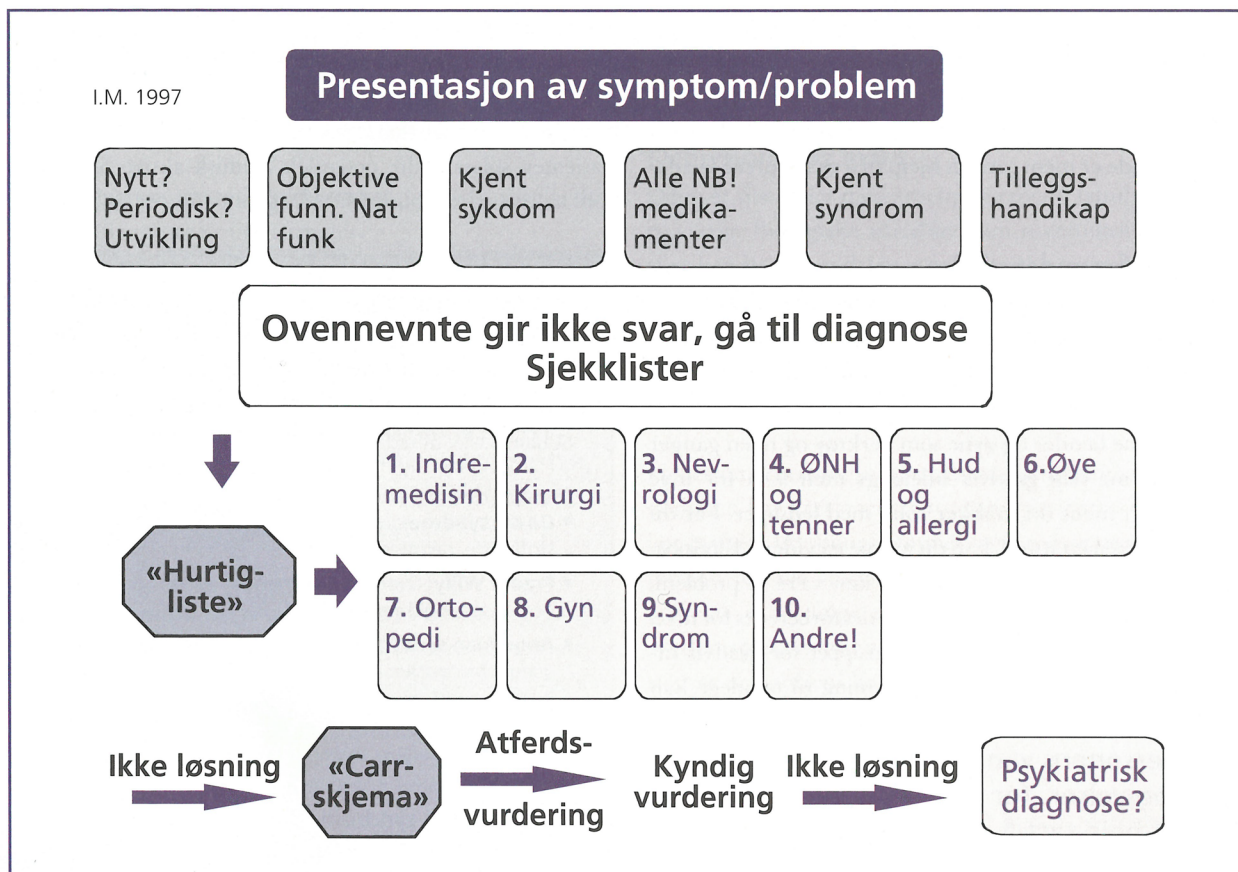 I.M. 1997
Presentasjon av symptom/problem
Nytt?
Periodisk?
Utvikling
Objektive
funn. Nat
funk
Kjent
sykdom
Alle NB!
medika-
menter
Kjent
syndrom
Tilleggs-
handikap
Ovennevnte gir ikke svar, gå til diagnose
Sjekklister
«Hurtig-
liste»
1. Indre-
medisin
2.
Kirurgi
3. Nev-
rologi
4. ØNH
og
tenner
5. Hud
og
allergi
6.Øye
7. Orto-
pedi
8. Gyn
9.Syn-
drom
10.
Andre!
Ikke løsning
«Carr-
skjema»
Atferds-
vurdering
Kyndig
vurdering
Ikke løsning
Psykiatrisk
diagnose?